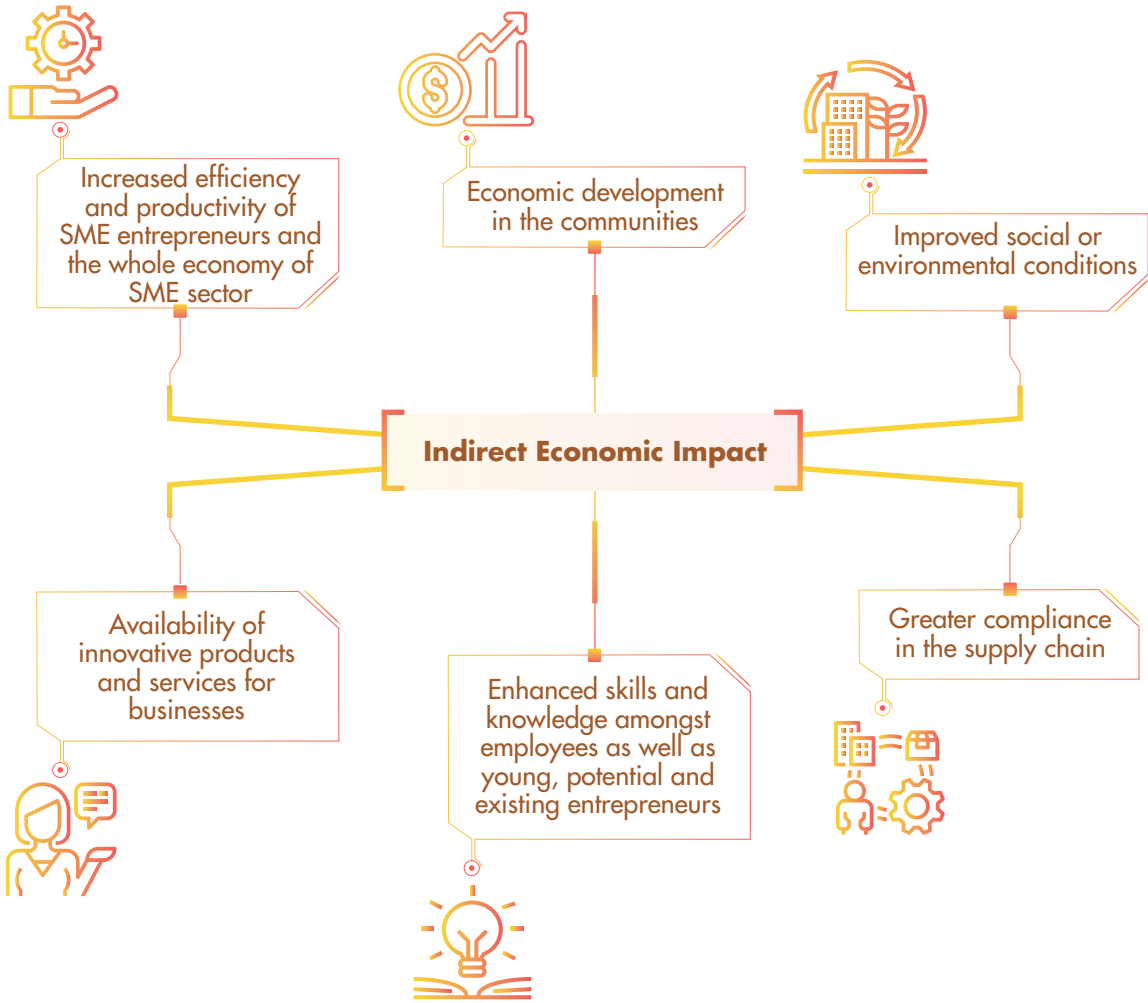 Increased efficiency
and productivity of
SME entrepreneurs and
the whole economy of
SME sector
Economic development
in the communities
Improved social or
environmental conditions
Indirect Economic Impact
Availability of
innovative products
and services for
businesses
Enhanced skills and
knowledge amongst
employees as well as
young, potential and
existing entrepreneurs
Greater compliance
in the supply chain